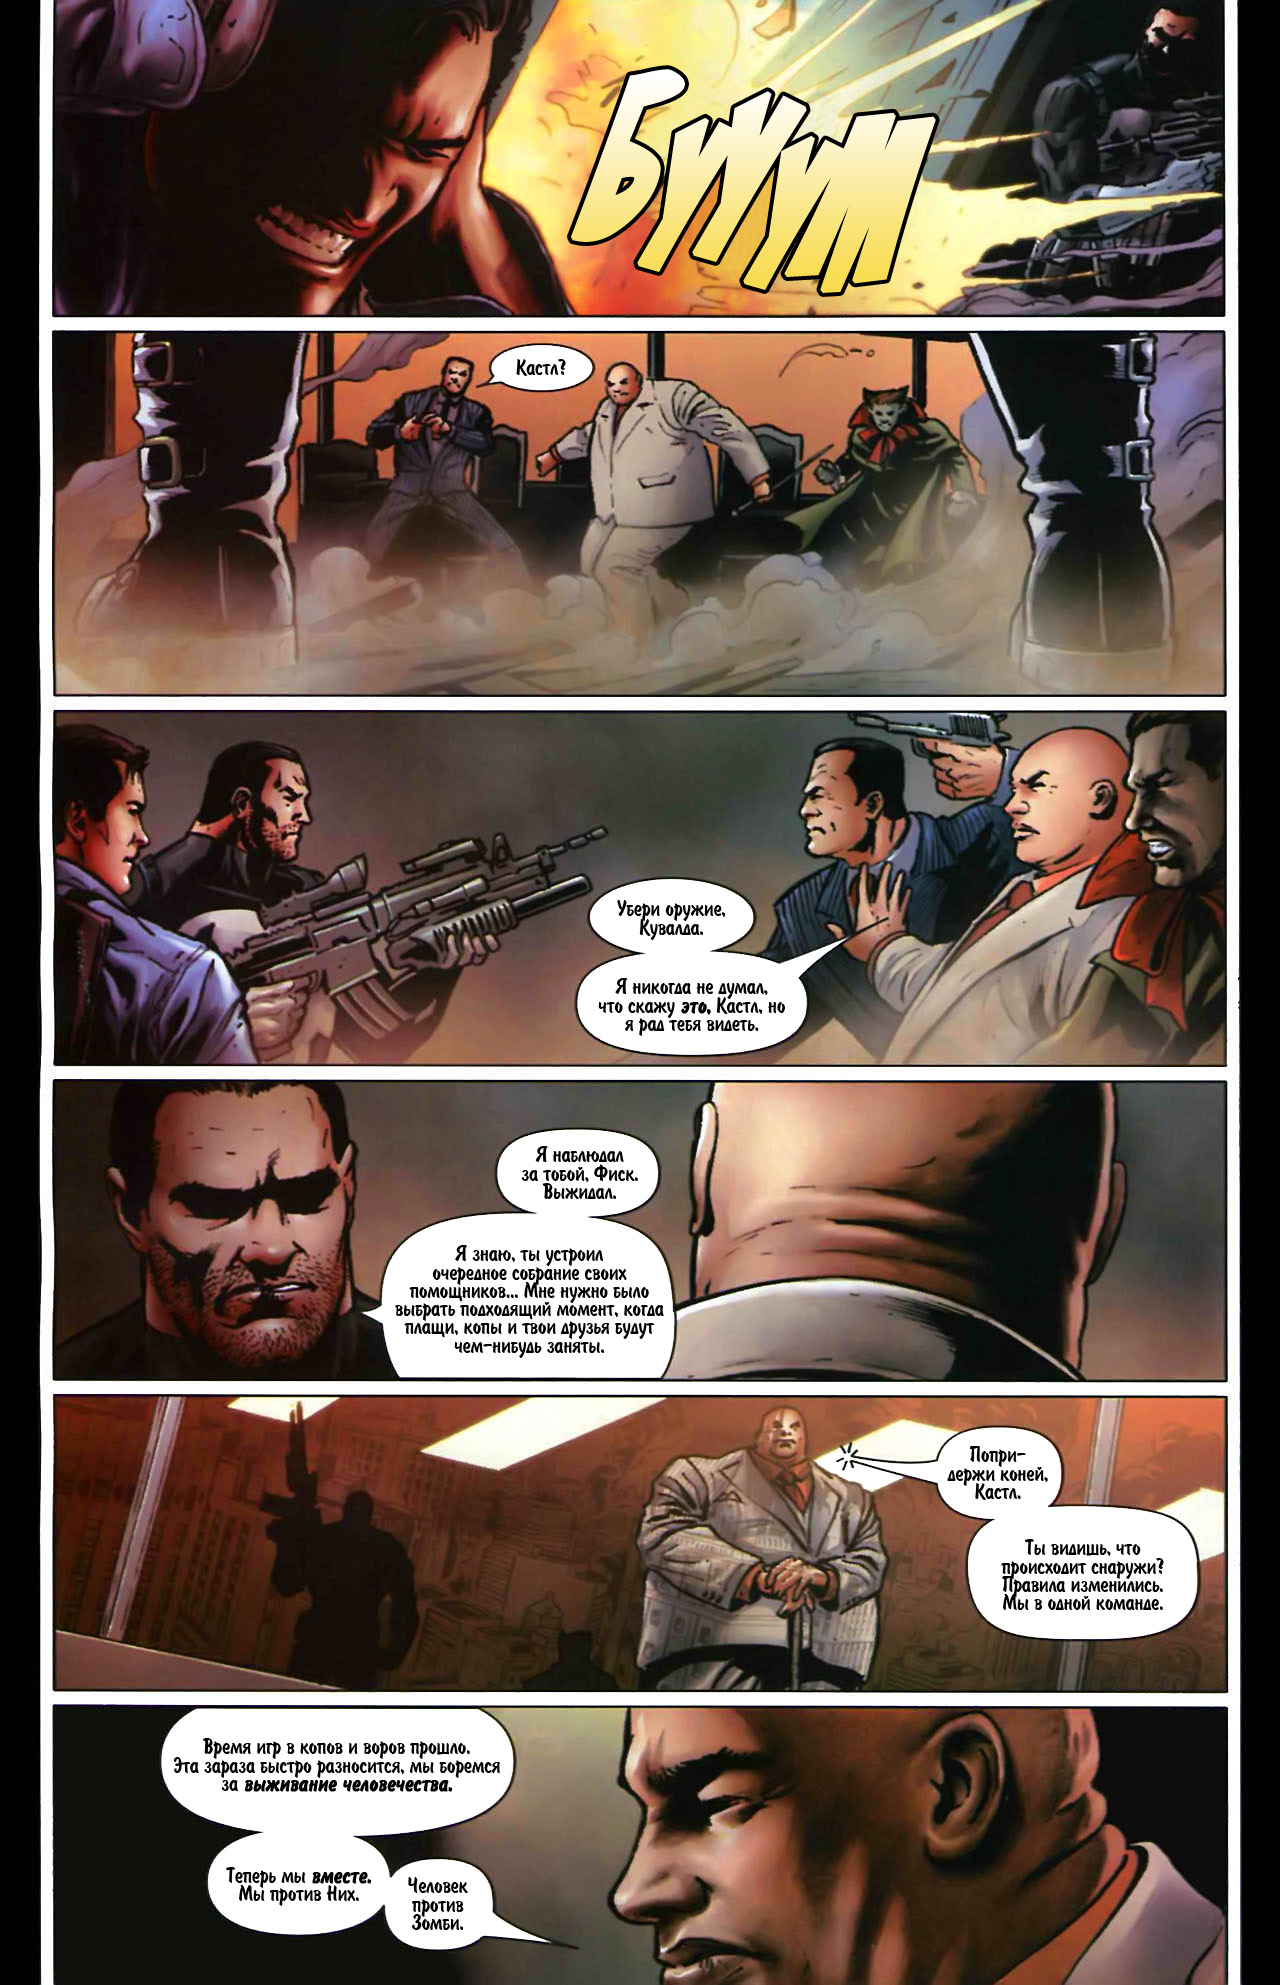 БУУУМ
Кастл?
Убери оружие,
Кувалда.
Я никогда не думал,
что скажу это, Кастл, но
я рад тебя видеть.
Я наблюдал
за тобой, Фиск.
Выжидал.
Я знаю, ты устроил
очередное собрание своих
помощников... Мне нужно было
выбрать подходящий момент, когда
плащи, копы и твои друзья будут
чем-нибудь заняты.
Попри-
держи коней,
Кастл.
Ты видишь, что
происходит снаружи?
Правила изменились.
Мы в одной команде.
Время игр в копов и воров прошло.
Эта зараза быстро разносится, мы боремся
за выживание человечества.
Теперь мы вместе.
Мы против Них.
Человек
против
Зомби.